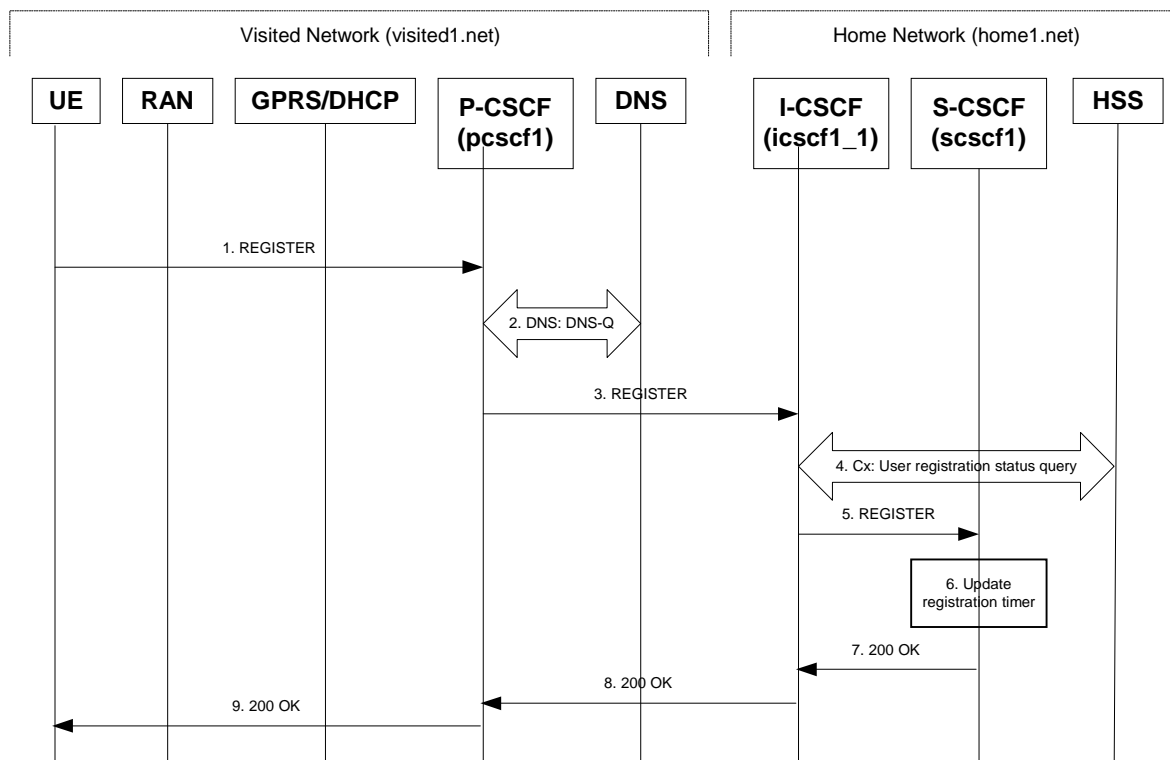 Visited Network (visited1.net)
Home Network (home1.net)
UE
RAN
GPRS/DHCP
P-CSCF
(pcscf1)
DNS
I-CSCF
(icscf1_1)
S-CSCF
(scscf1)
HSS
1. REGISTER
2. DNS: DNS-Q
3. REGISTER
4. Cx: User registration status query
5. REGISTER
6. Update
registration timer
7. 200 OK
8. 200 OK
9. 200 OK